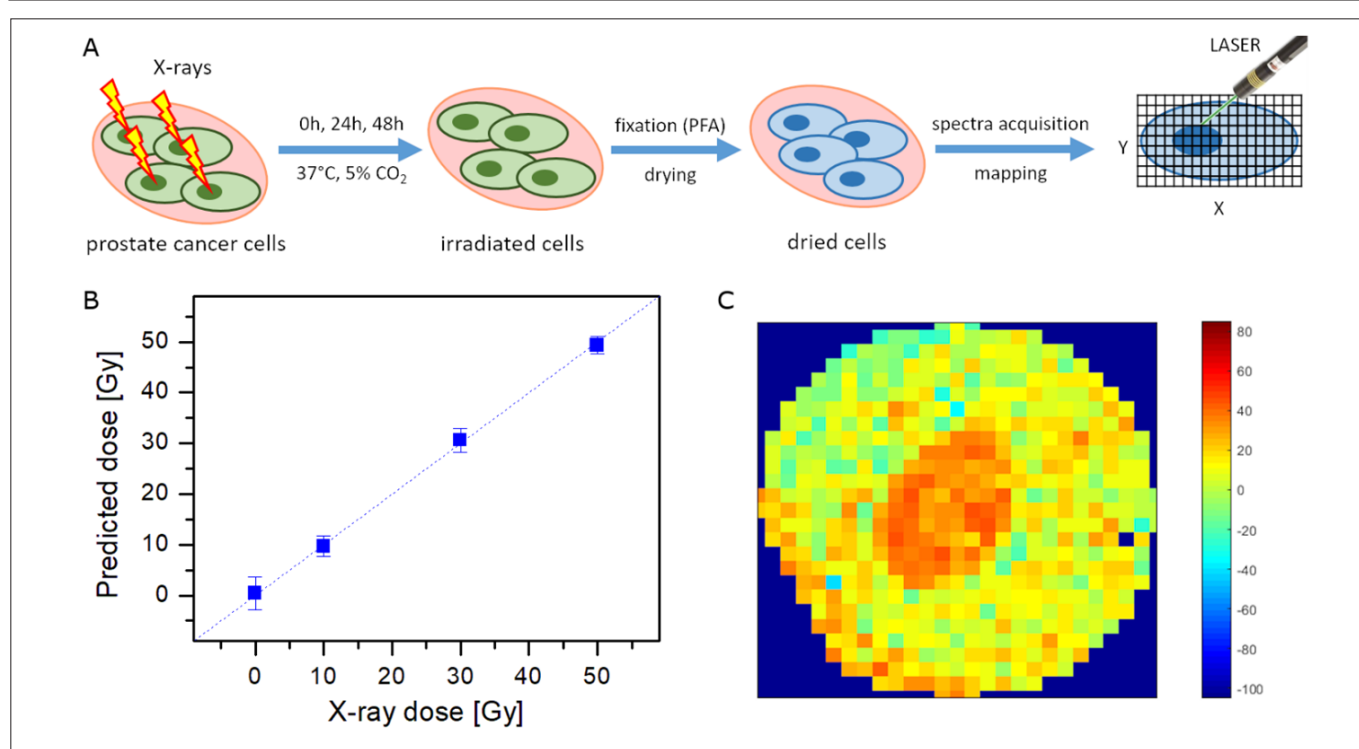 A
X-rays
0h, 24h, 48h
37°C, 5% CO₂
fixation (PFA)
drying
spectra acquisition
mapping
LASER
Y
X
prostate cancer cells
irradiated cells
dried cells
B
Predicted dose [Gy]
50
40
30
20
10
0
0
10
20
30
40
50
X-ray dose [Gy]
C
80
60
40
20
0
-20
-40
-60
-80
-100